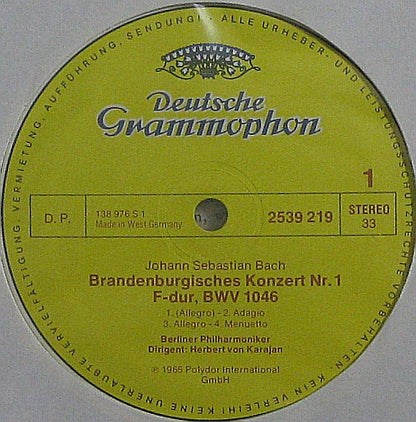 ALLE URHEBER- UND LEISTUNGSSCHUTZRECHTE VORBEHALTEN. KEIN VERLEIH! KEINE UNERLAUBTE VERVIELFÄLTIGUNG, VERMIETUNG, AUFFÜHRUNG, SENDUNG!
Deutsche
Grammophon
1
D. P.
138 976 S 1
Made in West Germany
2539 219
STEREO
33
Johann Sebastian Bach
Brandenburgisches Konzert Nr. 1
F-dur, BWV 1046
1. (Allegro) - 2. Adagio
3. Allegro - 4. Menuetto
Berliner Philharmoniker
Dirigent: Herbert von Karajan
℗ 1965 Polydor International
GmbH